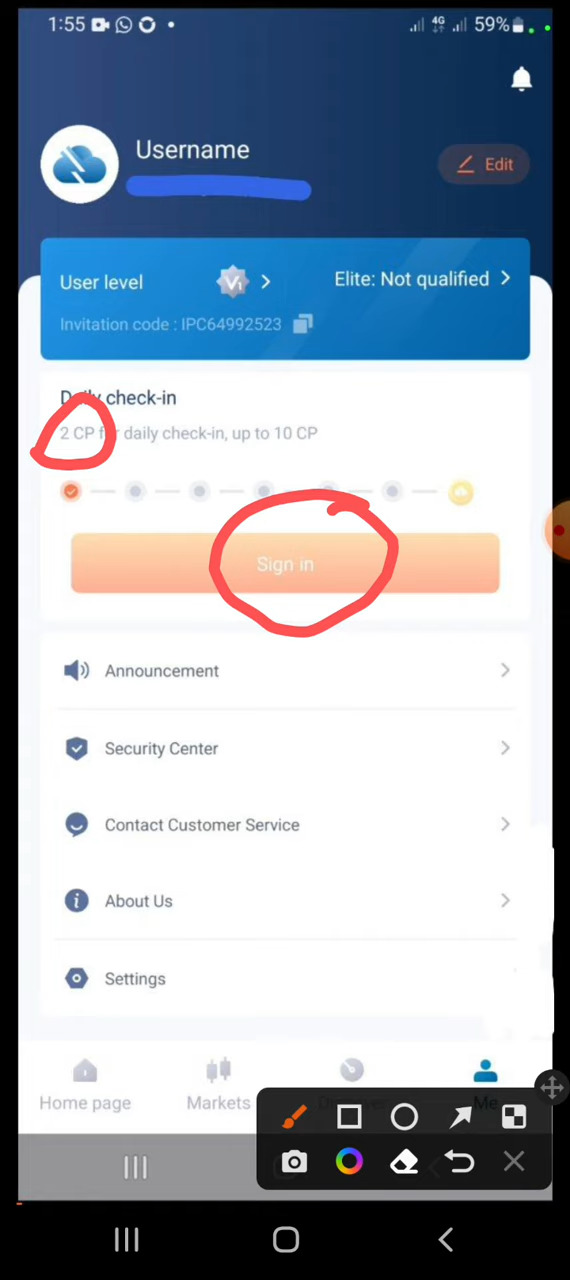 1:55
4G
59%
Username
Edit
User level
V1
Elite: Not qualified
Invitation code : IPC64992523
Daily check-in
2 CP for daily check-in, up to 10 CP
Sign in
Announcement
Security Center
Contact Customer Service
About Us
Settings
Home page
Markets
Me